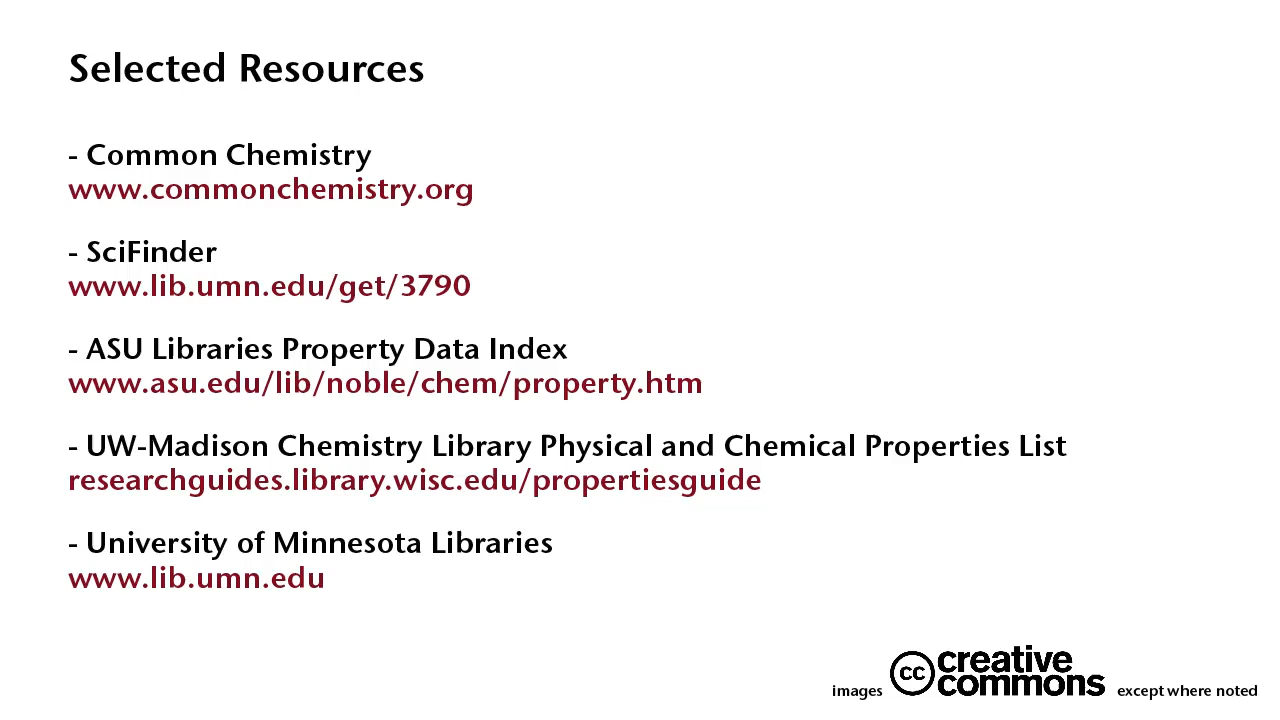 Selected Resources
- Common Chemistry
www.commonchemistry.org
- SciFinder
www.lib.umn.edu/get/3790
- ASU Libraries Property Data Index
www.asu.edu/lib/noble/chem/property.htm
- UW-Madison Chemistry Library Physical and Chemical Properties List
researchguides.library.wisc.edu/propertiesguide
- University of Minnesota Libraries
www.lib.umn.edu
images cc creative commons except where noted